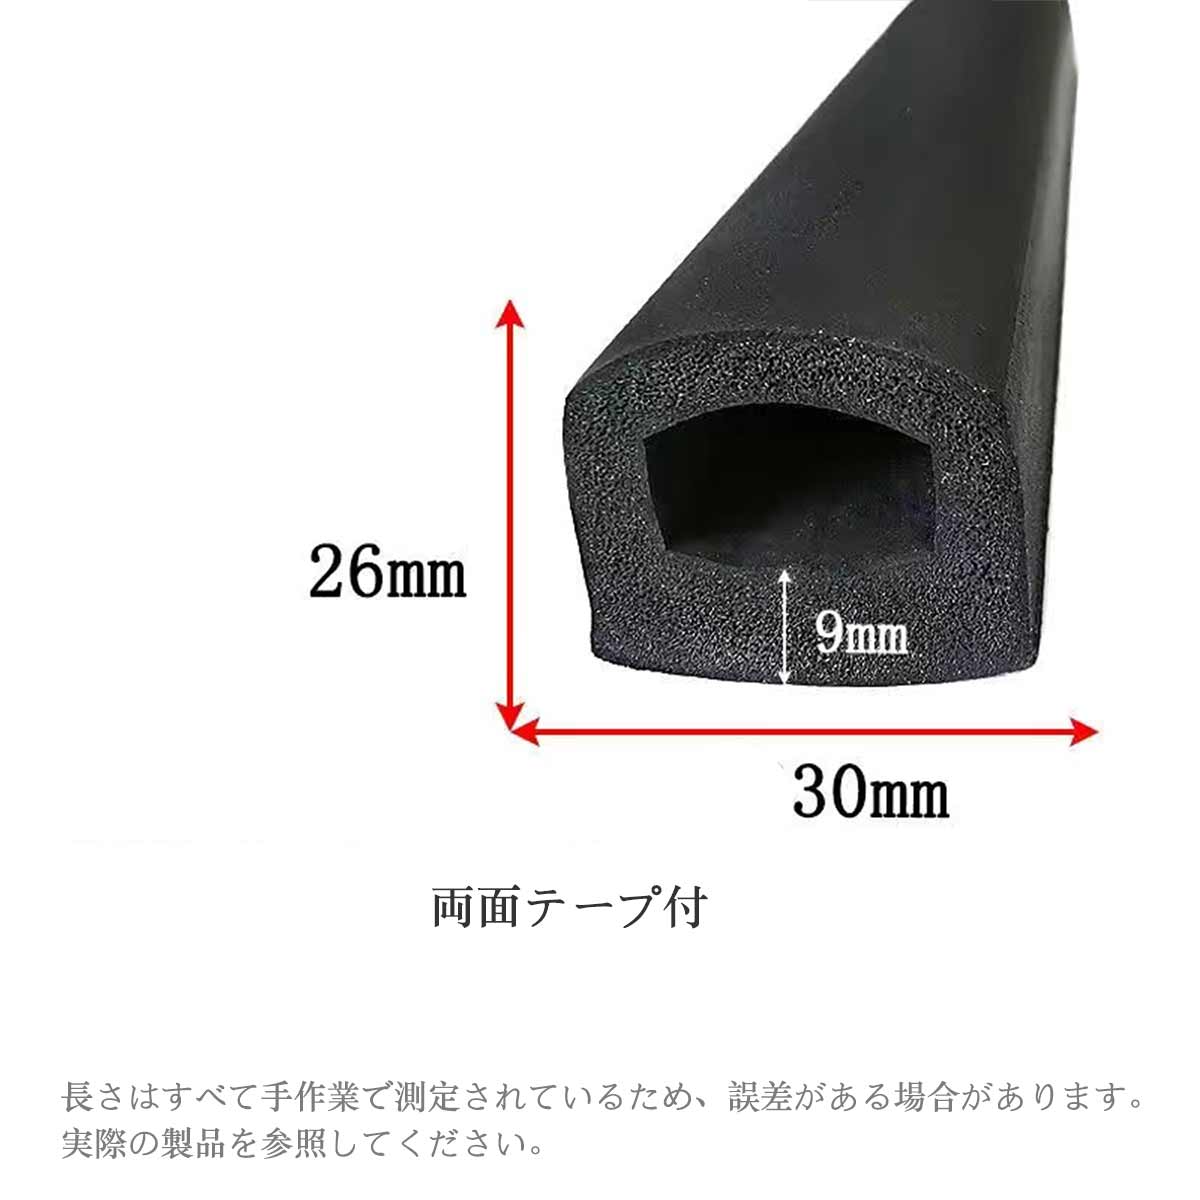 26mm
9mm
30mm
両面テープ付
長さはすべて手作業で測定されているため、誤差がある場合があります。
実際の製品を参照してください。